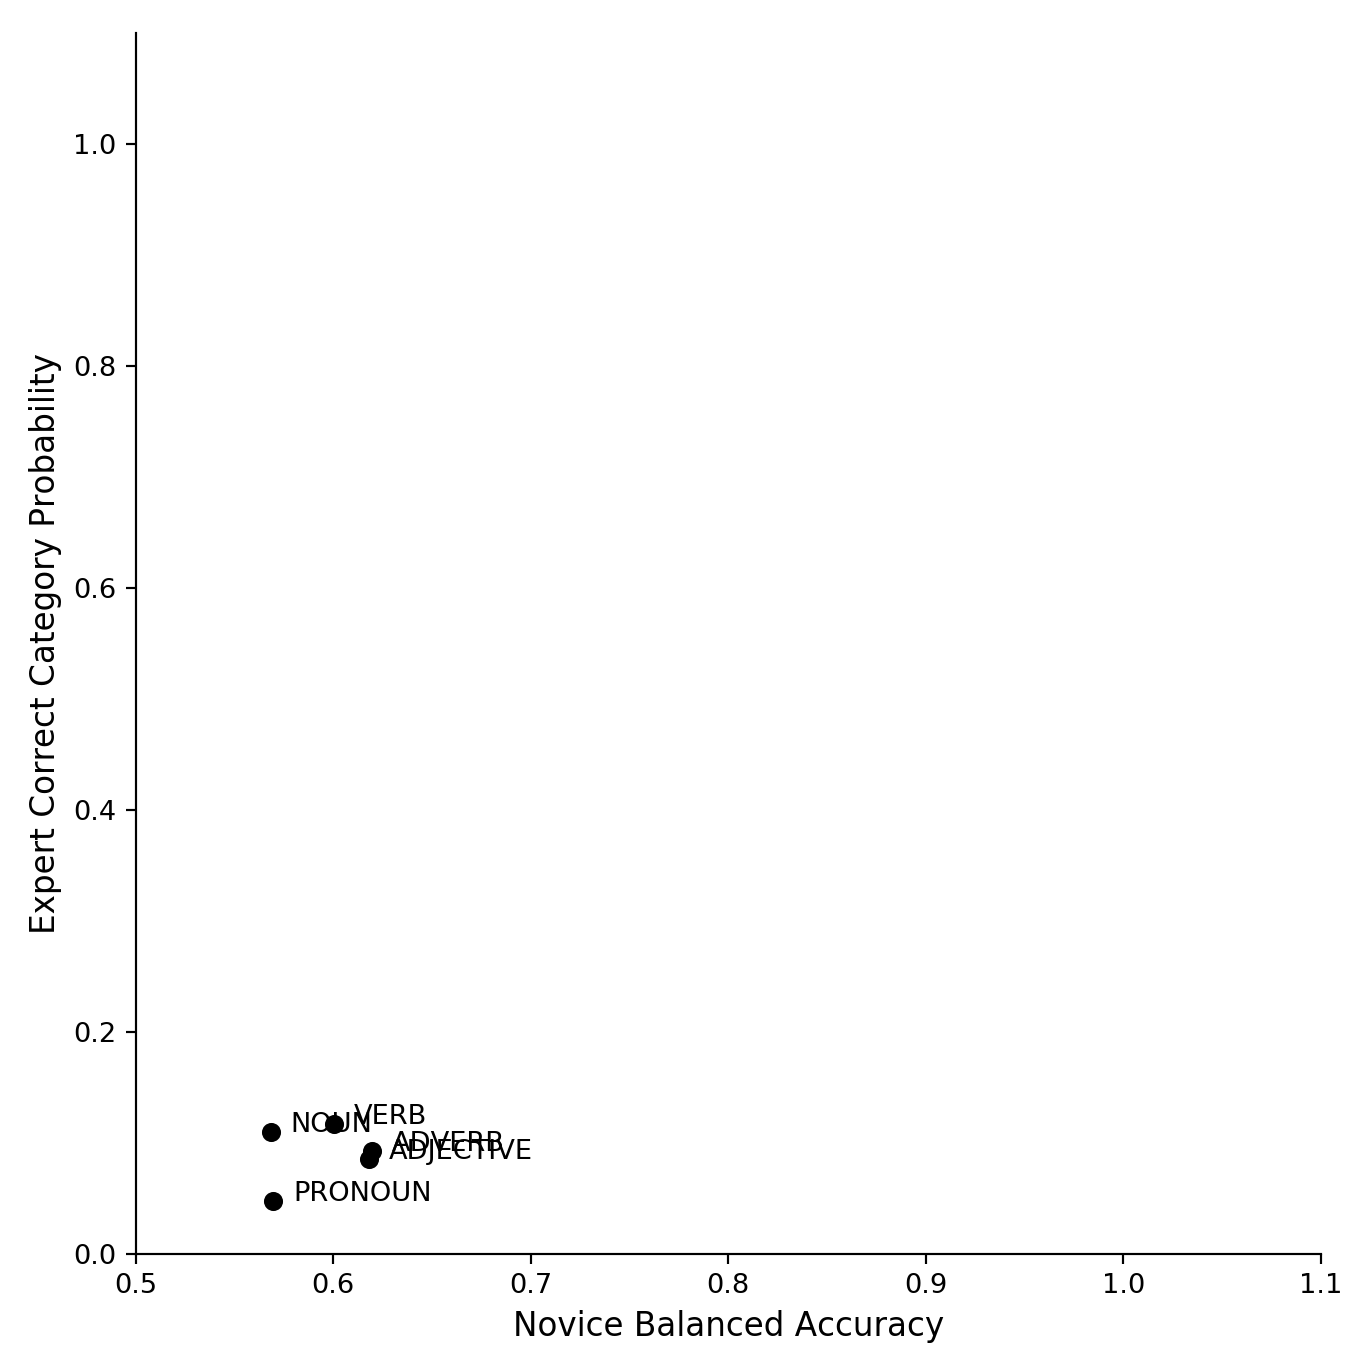 1.0
0.8
0.6
0.4
0.2
0.0
Expert Correct Category Probability
NOUN
VERB
ADVERB
ADJECTIVE
PRONOUN
0.5 0.6 0.7 0.8 0.9 1.0 1.1
Novice Balanced Accuracy